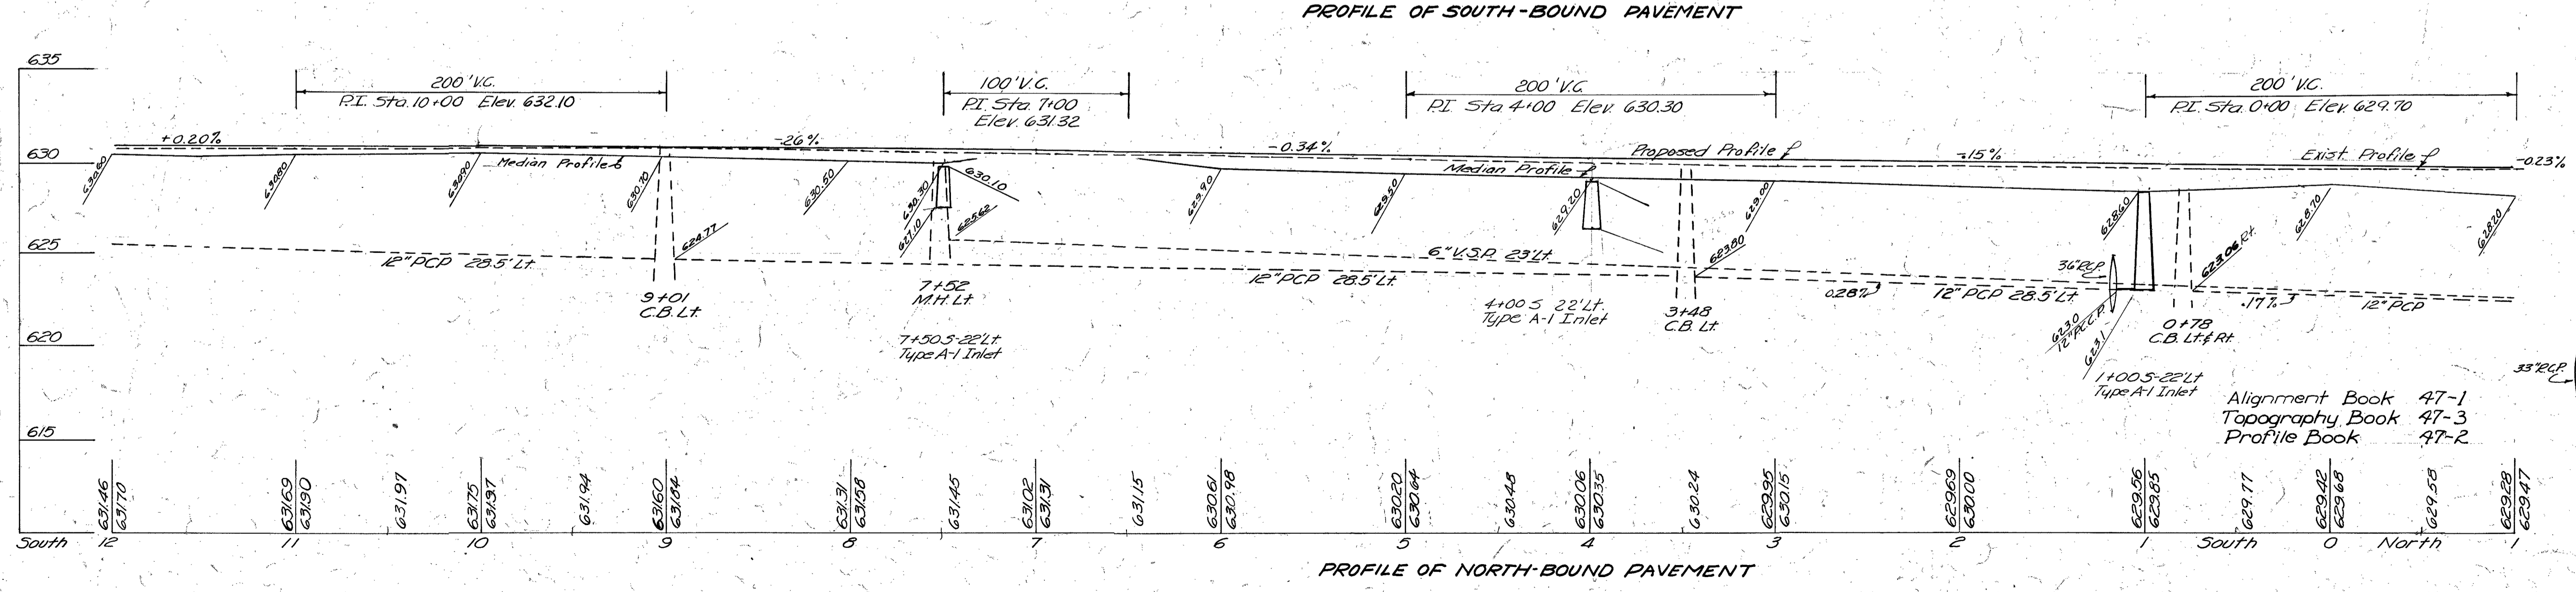 PROFILE OF SOUTH-BOUND PAVEMENT
635
200' V.C.
P.I. Sta. 10+00 Elev. 632.10
100' V.C.
P.I. Sta. 7+00
Elev. 631.32
200' V.C.
P.I. Sta. 4+00 Elev. 630.30
200' V.C.
P.I. Sta. 0+00 Elev. 629.70
+0.20%
-.26%
-0.34%
Proposed Profile
-.15%
Exist Profile
-0.23%
630
Median Profile
Median Profile
630.60
630.80
630.90
630.70
630.50
630.30
630.10
629.90
629.50
629.20
629.00
628.60
628.70
628.20
624.77
627.10
625.62
623.80
623.06 Rt.
625
12" PCP 28.5' Lt.
6" V.S.P. 23' Lt.
12" PCP 28.5' Lt.
36" R.C.P.
0.28%
12" PCP 28.5' Lt.
.17%
12" PCP
9+01
C.B. Lt.
7+52
M.H. Lt.
7+50 S-22' Lt.
Type A-1 Inlet
4+00 S 22' Lt.
Type A-1 Inlet
3+48
C.B. Lt.
623.0
12" P.C.C.P.
623.1
0+78
C.B. Lt. & Rt.
620
1+00 S-22' Lt
Type A-1 Inlet
33" R.C.P.
Alignment Book 47-1
Topography Book 47-3
Profile Book 47-2
615
631.46
631.70
631.69
631.90
631.97
631.75
631.97
631.94
631.60
631.84
631.31
631.58
631.45
631.02
631.31
631.15
630.61
630.98
630.20
630.64
630.48
630.06
630.35
630.24
629.95
630.15
629.69
630.00
629.56
629.85
629.77
629.42
629.68
629.58
629.28
629.47
South 12 11 10 9 8 7 6 5 4 3 2 1 South 0 North 1
PROFILE OF NORTH-BOUND PAVEMENT